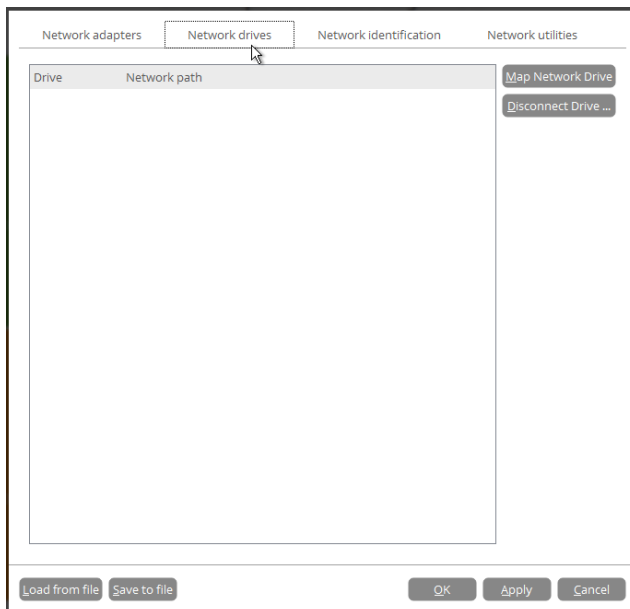 Network adapters Network drives Network identification Network utilities
Drive Network path
Map Network Drive
Disconnect Drive ...
Load from file Save to file OK Apply Cancel